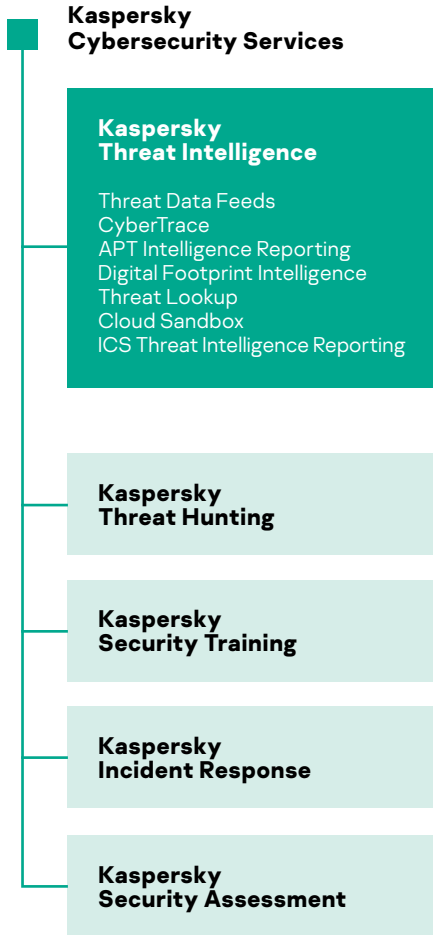 Kaspersky
Cybersecurity Services
Kaspersky
Threat Intelligence
Threat Data Feeds
CyberTrace
APT Intelligence Reporting
Digital Footprint Intelligence
Threat Lookup
Cloud Sandbox
ICS Threat Intelligence Reporting
Kaspersky
Threat Hunting
Kaspersky
Security Training
Kaspersky
Incident Response
Kaspersky
Security Assessment